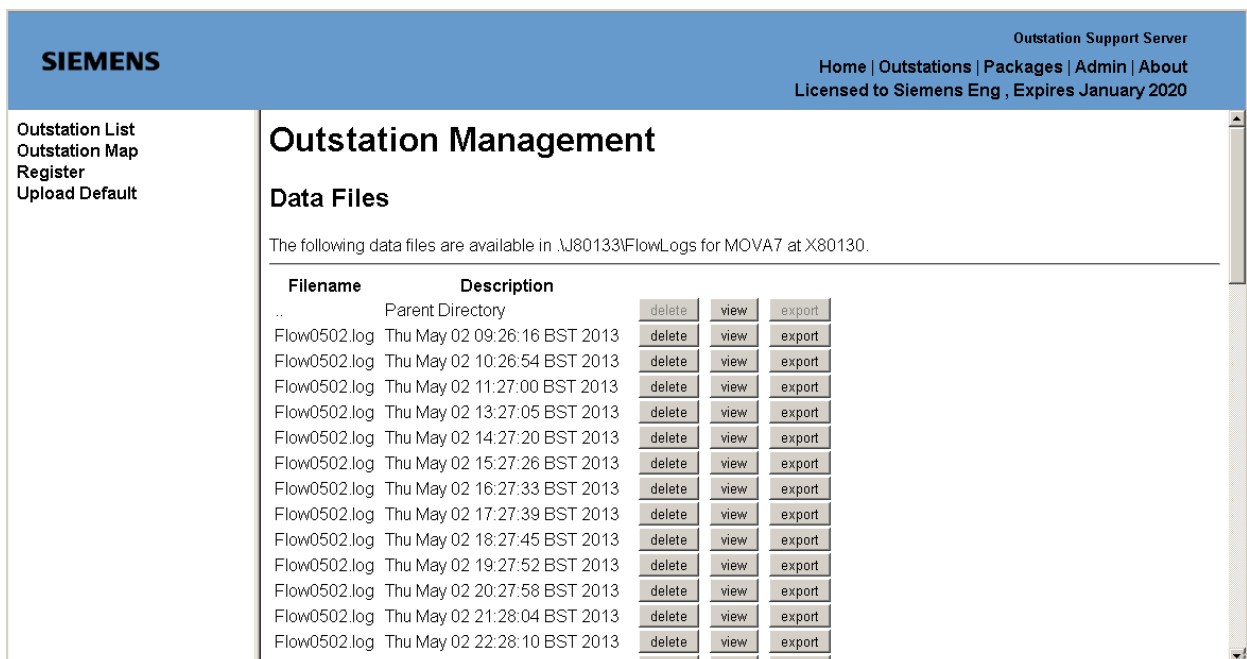 SIEMENS
Outstation Support Server
Home | Outstations | Packages | Admin | About
Licensed to Siemens Eng , Expires January 2020
Outstation List
Outstation Map
Register
Upload Default
Outstation Management
Data Files
The following data files are available in .\J80133\FlowLogs for MOVA7 at X80130.
Filename Description
.. Parent Directory delete view export
Flow0502.log Thu May 02 09:26:16 BST 2013 delete view export
Flow0502.log Thu May 02 10:26:54 BST 2013 delete view export
Flow0502.log Thu May 02 11:27:00 BST 2013 delete view export
Flow0502.log Thu May 02 13:27:05 BST 2013 delete view export
Flow0502.log Thu May 02 14:27:20 BST 2013 delete view export
Flow0502.log Thu May 02 15:27:26 BST 2013 delete view export
Flow0502.log Thu May 02 16:27:33 BST 2013 delete view export
Flow0502.log Thu May 02 17:27:39 BST 2013 delete view export
Flow0502.log Thu May 02 18:27:45 BST 2013 delete view export
Flow0502.log Thu May 02 19:27:52 BST 2013 delete view export
Flow0502.log Thu May 02 20:27:58 BST 2013 delete view export
Flow0502.log Thu May 02 21:28:04 BST 2013 delete view export
Flow0502.log Thu May 02 22:28:10 BST 2013 delete view export